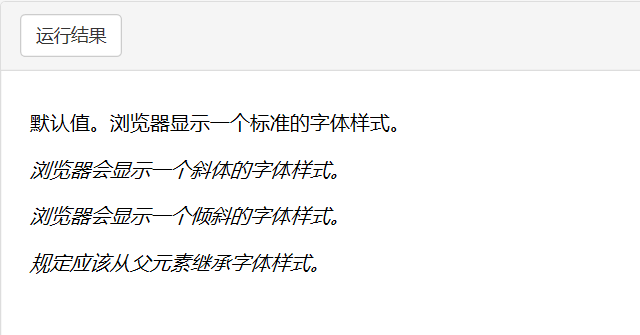 运行结果
默认值。浏览器显示一个标准的字体样式。
浏览器会显示一个斜体的字体样式。
浏览器会显示一个倾斜的字体样式。
规定应该从父元素继承字体样式。